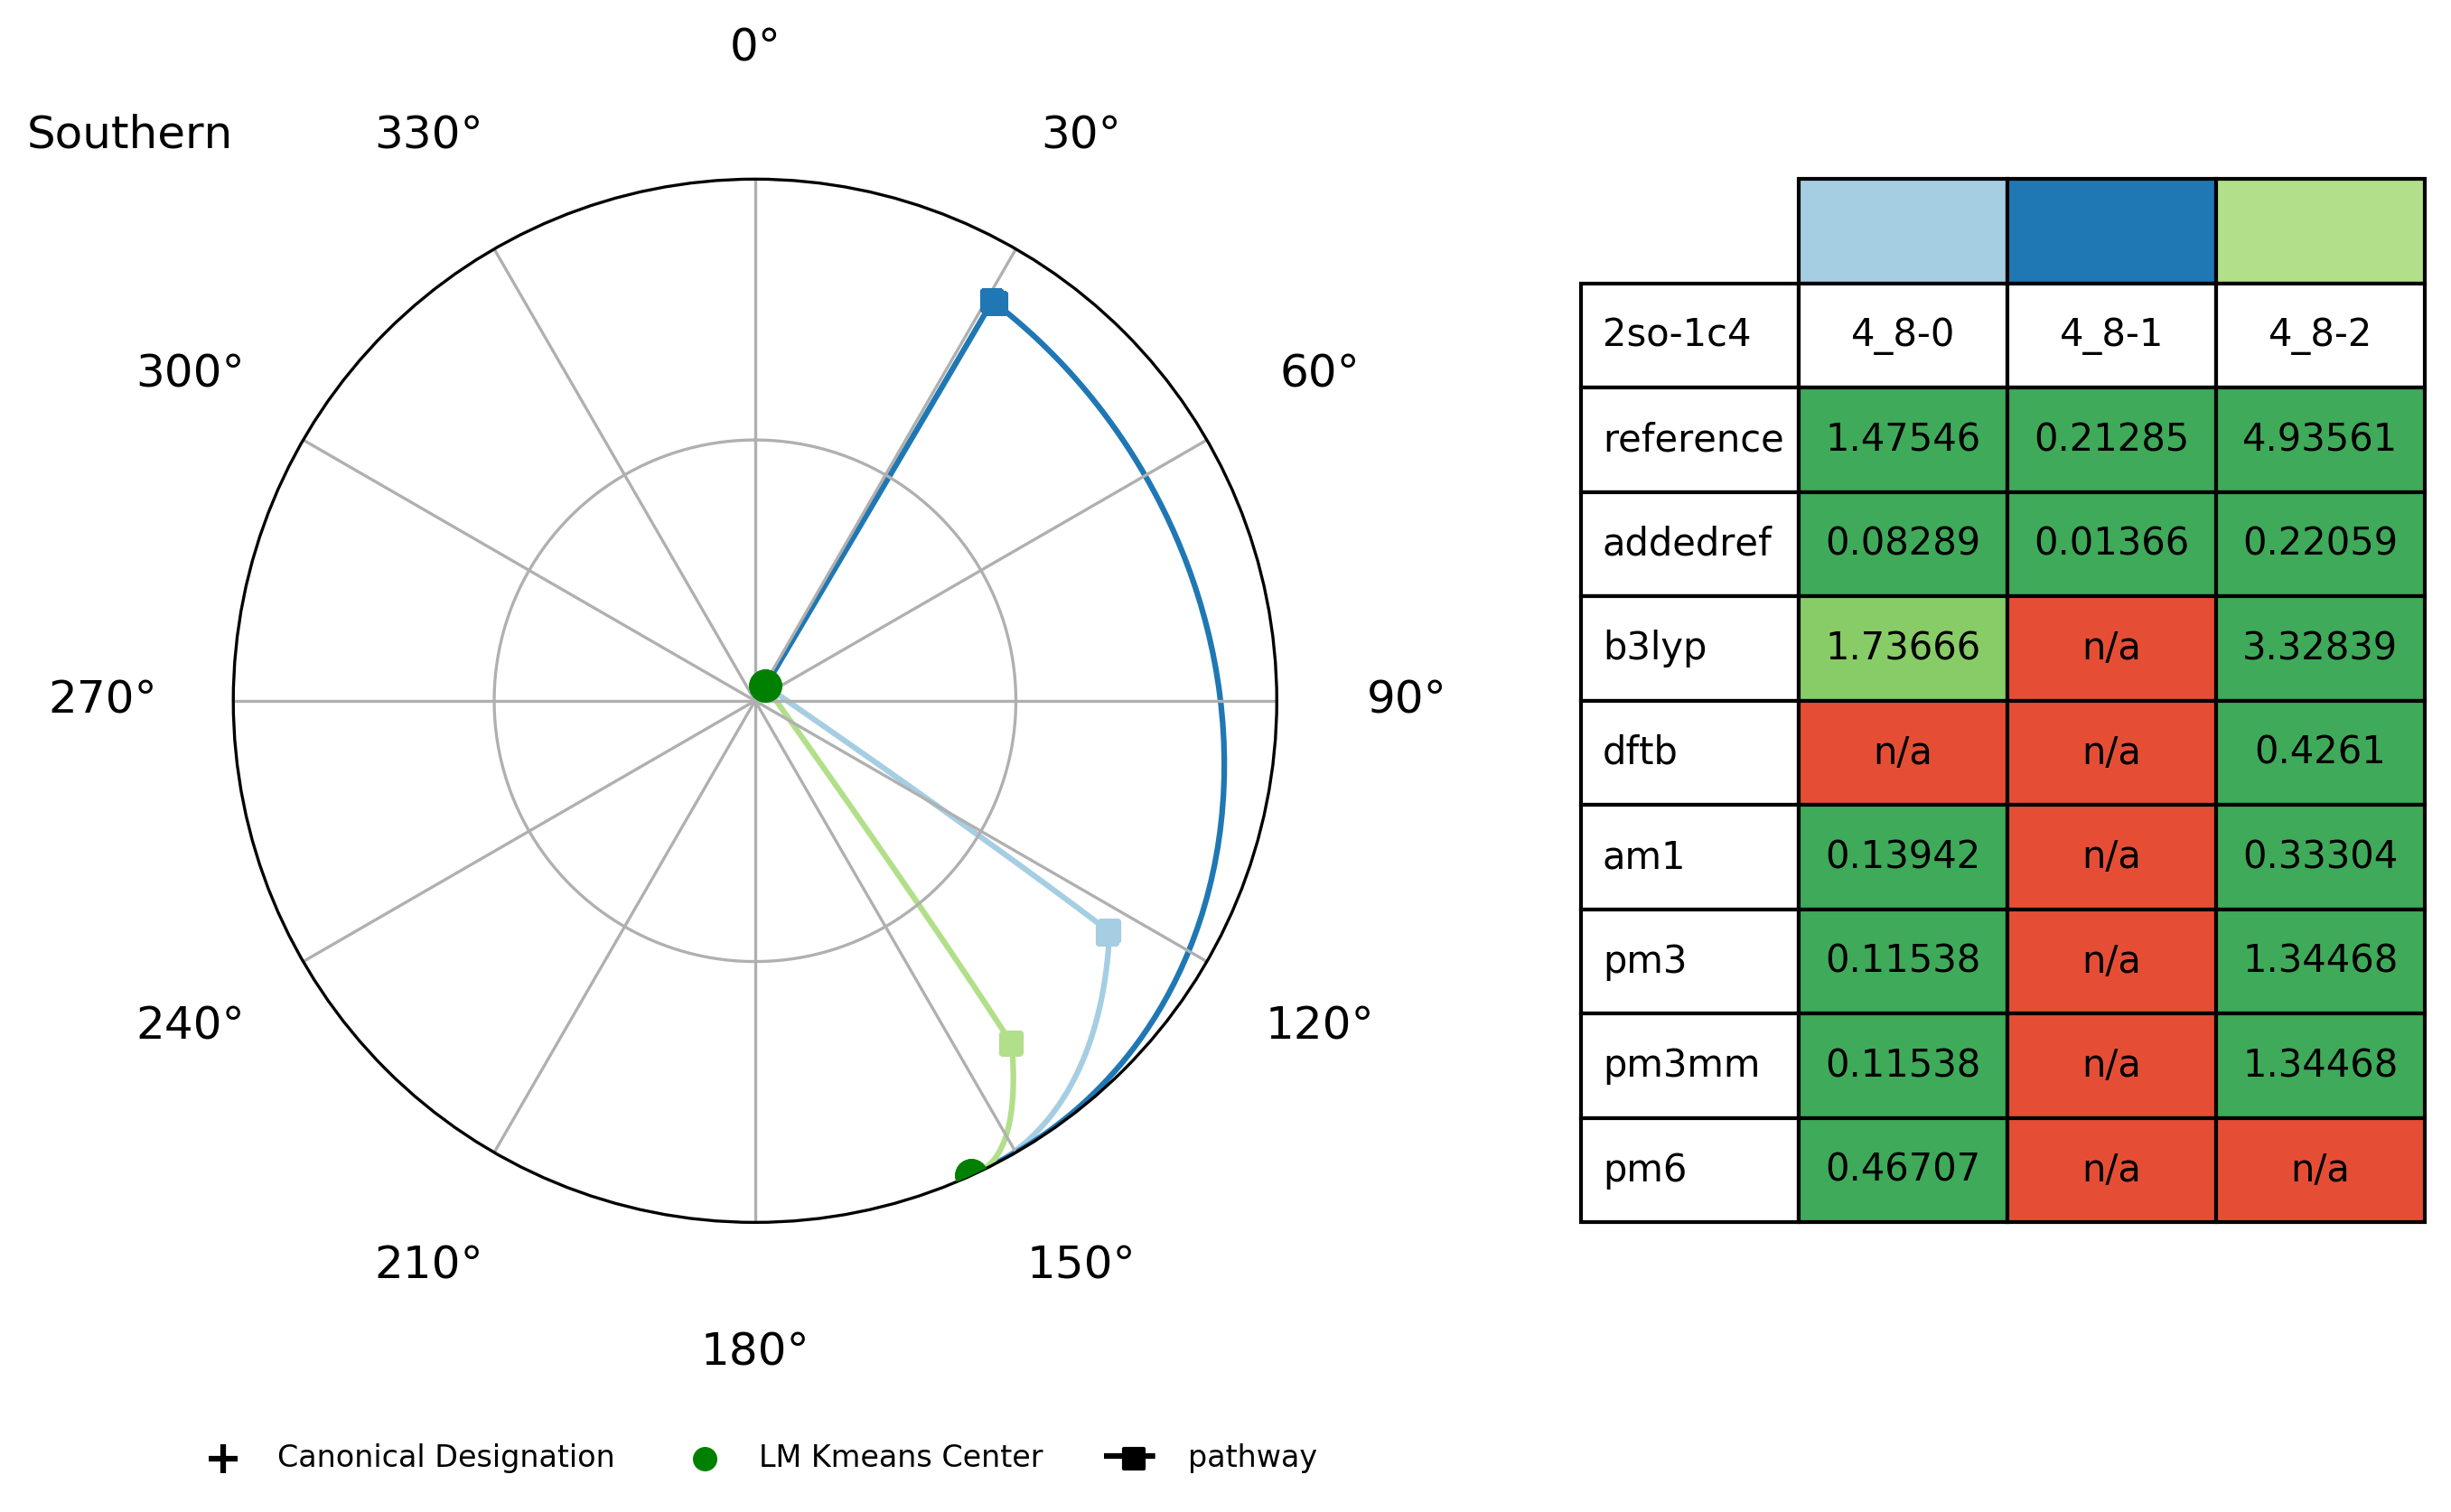 0°
Southern
330°
30°
300°
60°
270°
90°
240°
120°
210°
150°
180°
2so-1c4 4_8-0 4_8-1 4_8-2
reference 1.47546 0.21285 4.93561
addedref 0.08289 0.01366 0.22059
b3lyp 1.73666 n/a 3.32839
dftb n/a n/a 0.4261
am1 0.13942 n/a 0.33304
pm3 0.11538 n/a 1.34468
pm3mm 0.11538 n/a 1.34468
pm6 0.46707 n/a n/a
Canonical Designation LM Kmeans Center pathway